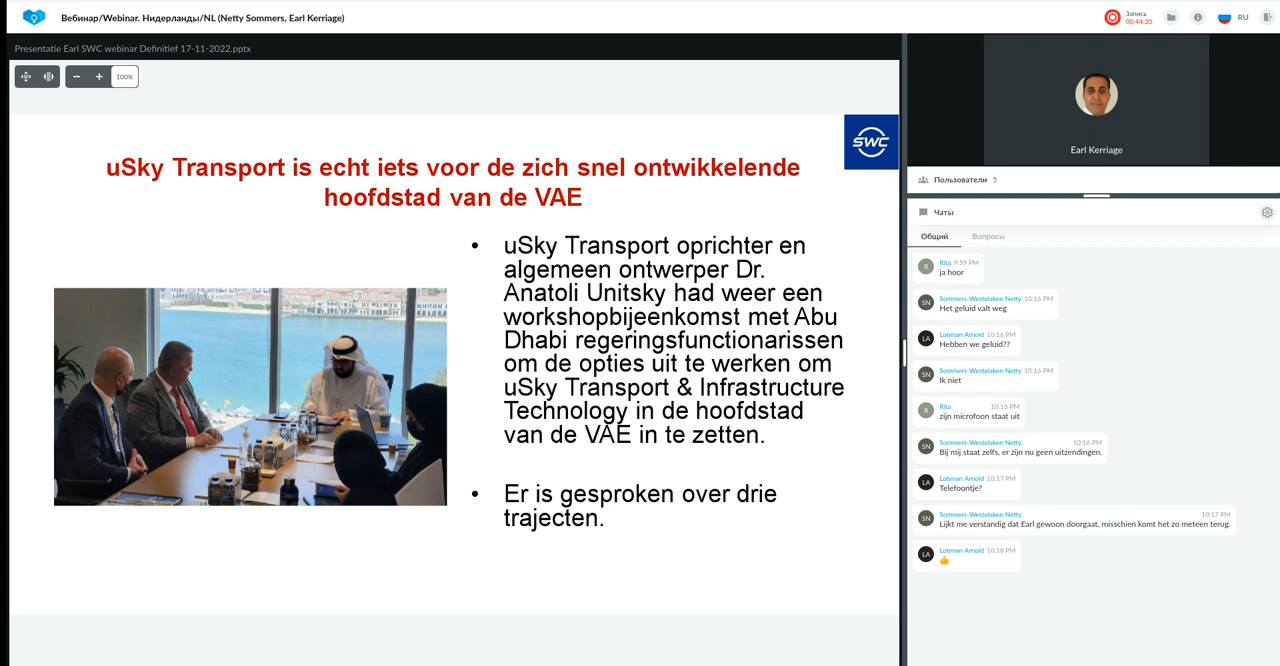 Вебинар/Webinar. Нидерланды/NL (Netty Sommers, Earl Kerriage)
Запись
00:44:20
RU
Presentatie Earl SWC webinar Definitief 17-11-2022.pptx
100%
SWC
uSky Transport is echt iets voor de zich snel ontwikkelende
hoofdstad van de VAE
• uSky Transport oprichter en
algemeen ontwerper Dr.
Anatoli Unitsky had weer een
workshopbijeenkomst met Abu
Dhabi regeringsfunctionarissen
om de opties uit te werken om
uSky Transport & Infrastructure
Technology in de hoofdstad
van de VAE in te zetten.
• Er is gesproken over drie
trajecten.
Earl Kerriage
Пользователи 5
Чаты
Общий Вопросы
R
Rita 9:59 PM
ja hoor
SN
Sommers-Westelaken Netty 10:16 PM
Het geluid valt weg
LA
Lobman Arnold 10:16 PM
Hebben we geluid??
SN
Sommers-Westelaken Netty 10:16 PM
Ik niet
R
Rita 10:16 PM
zijn microfoon staat uit
SN
Sommers-Westelaken Netty 10:16 PM
Bij mij staat zelfs, er zijn nu geen uitzendingen.
LA
Lobman Arnold 10:17 PM
Telefoontje?
SN
Sommers-Westelaken Netty 10:17 PM
Lijkt me verstandig dat Earl gewoon doorgaat, misschien komt het zo meteen terug.
LA
Lobman Arnold 10:18 PM
👍